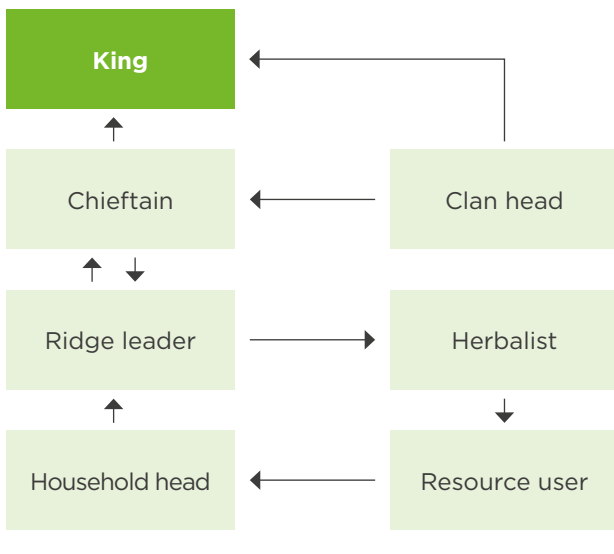 King
Chieftain
Clan head
Ridge leader
Herbalist
Household head
Resource user